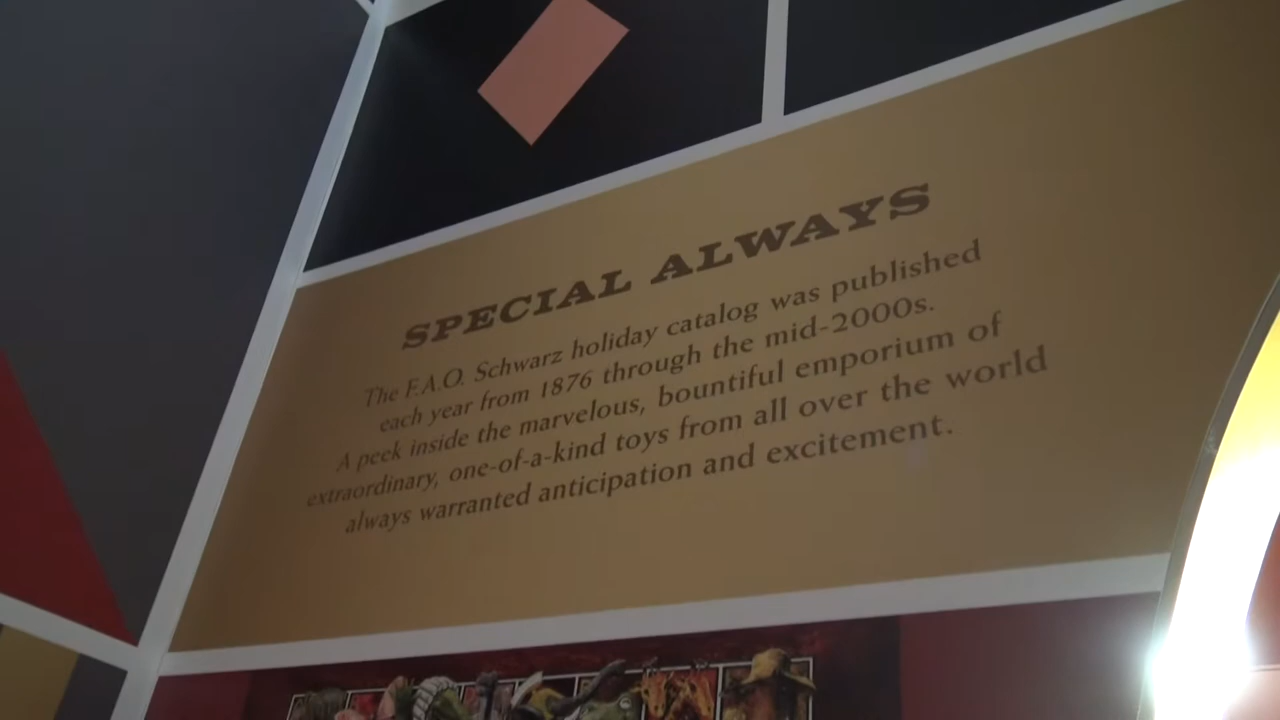 SPECIAL ALWAYS
The F.A.O. Schwarz holiday catalog was published
each year from 1876 through the mid-2000s.
A peek inside the marvelous, bountiful emporium of
extraordinary, one-of-a-kind toys from all over the world
always warranted anticipation and excitement.